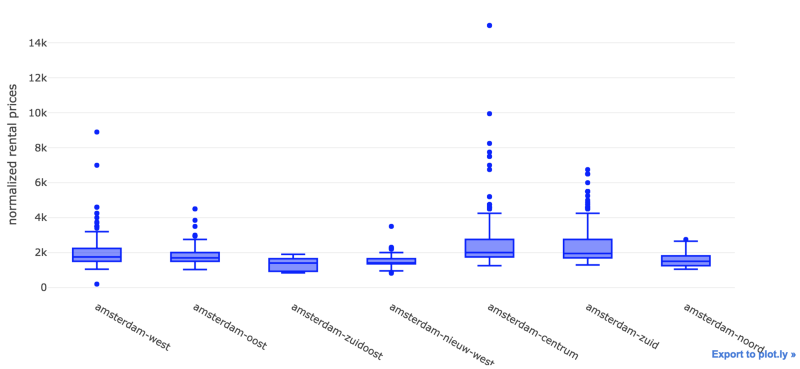 normalized rental prices
14k
12k
10k
8k
6k
4k
2k
0
amsterdam-west
amsterdam-oost
amsterdam-zuidoost
amsterdam-nieuw-west
amsterdam-centrum
amsterdam-zuid
amsterdam-noord
Export to plot.ly »